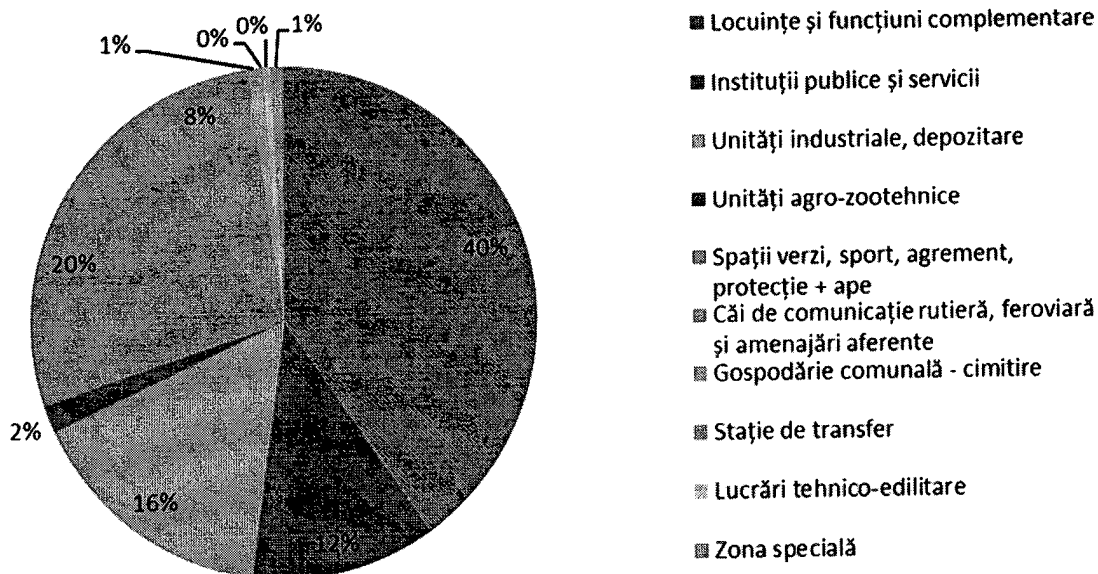 0%
0%
1%
1%
8%
40%
20%
2%
16%
12%
Locuințe și funcțiuni complementare
Instituții publice și servicii
Unități industriale, depozitare
Unități agro-zootehnice
Spații verzi, sport, agrement,
protecție + ape
Căi de comunicație rutieră, feroviară
și amenajări aferente
Gospodărie comunală - cimitire
Stație de transfer
Lucrări tehnico-edilitare
Zona specială